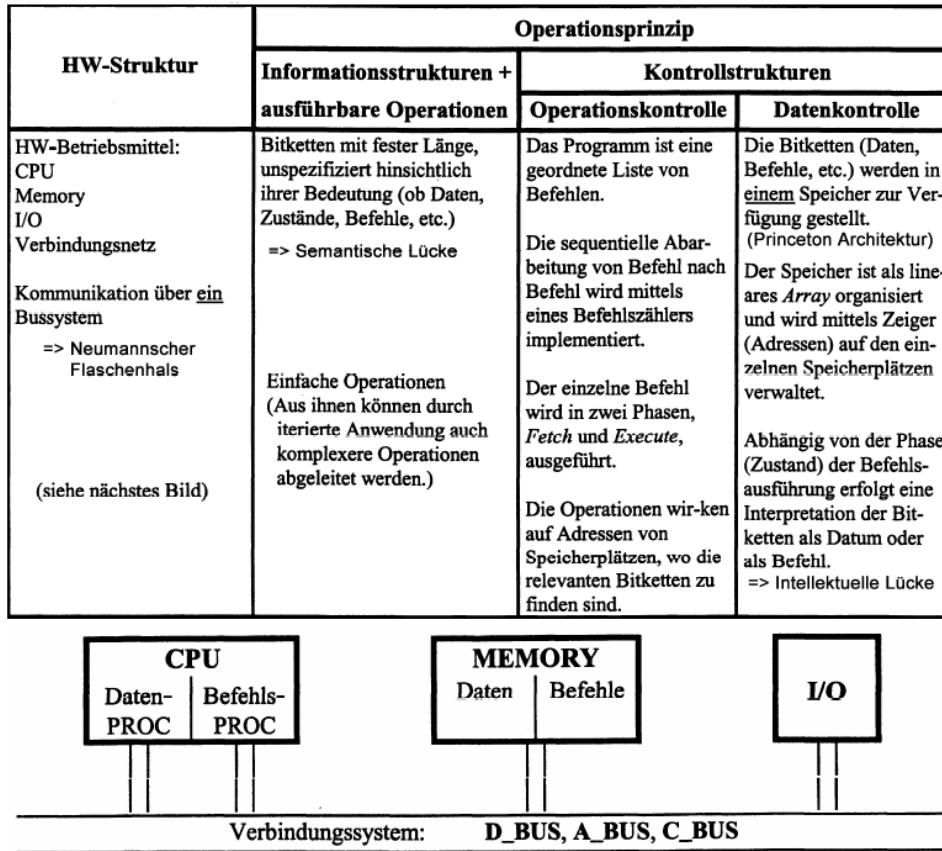 Operationsprinzip
HW-Struktur
Informationsstrukturen +
ausführbare Operationen
Kontrollstrukturen
Operationskontrolle
Datenkontrolle
HW-Betriebsmittel:
CPU
Memory
I/O
Verbindungsnetz
Kommunikation über ein
Bussystem
=> Neumannscher
Flaschenhals
(siehe nächstes Bild)
Bitketten mit fester Länge,
unspezifiziert hinsichtlich
ihrer Bedeutung (ob Daten,
Zustände, Befehle, etc.)
=> Semantische Lücke
Einfache Operationen
(Aus ihnen können durch
iterierte Anwendung auch
komplexere Operationen
abgeleitet werden.)
Das Programm ist eine
geordnete Liste von
Befehlen.
Die sequentielle Abar-
beitung von Befehl nach
Befehl wird mittels
eines Befehlszählers
implementiert.
Der einzelne Befehl
wird in zwei Phasen,
Fetch und Execute,
ausgeführt.
Die Operationen wir-ken
auf Adressen von
Speicherplätzen, wo die
relevanten Bitketten zu
finden sind.
Die Bitketten (Daten,
Befehle, etc.) werden in
einem Speicher zur Ver-
fügung gestellt.
(Princeton Architektur)
Der Speicher ist als line-
ares Array organisiert
und wird mittels Zeiger
(Adressen) auf den ein-
zelnen Speicherplätzen
verwaltet.
Abhängig von der Phase
(Zustand) der Befehls-
ausführung erfolgt eine
Interpretation der Bit-
ketten als Datum oder
als Befehl.
=> Intellektuelle Lücke
CPU
Daten-
PROC
Befehls-
PROC
MEMORY
Daten
Befehle
I/O
Verbindungssystem: D_BUS, A_BUS, C_BUS